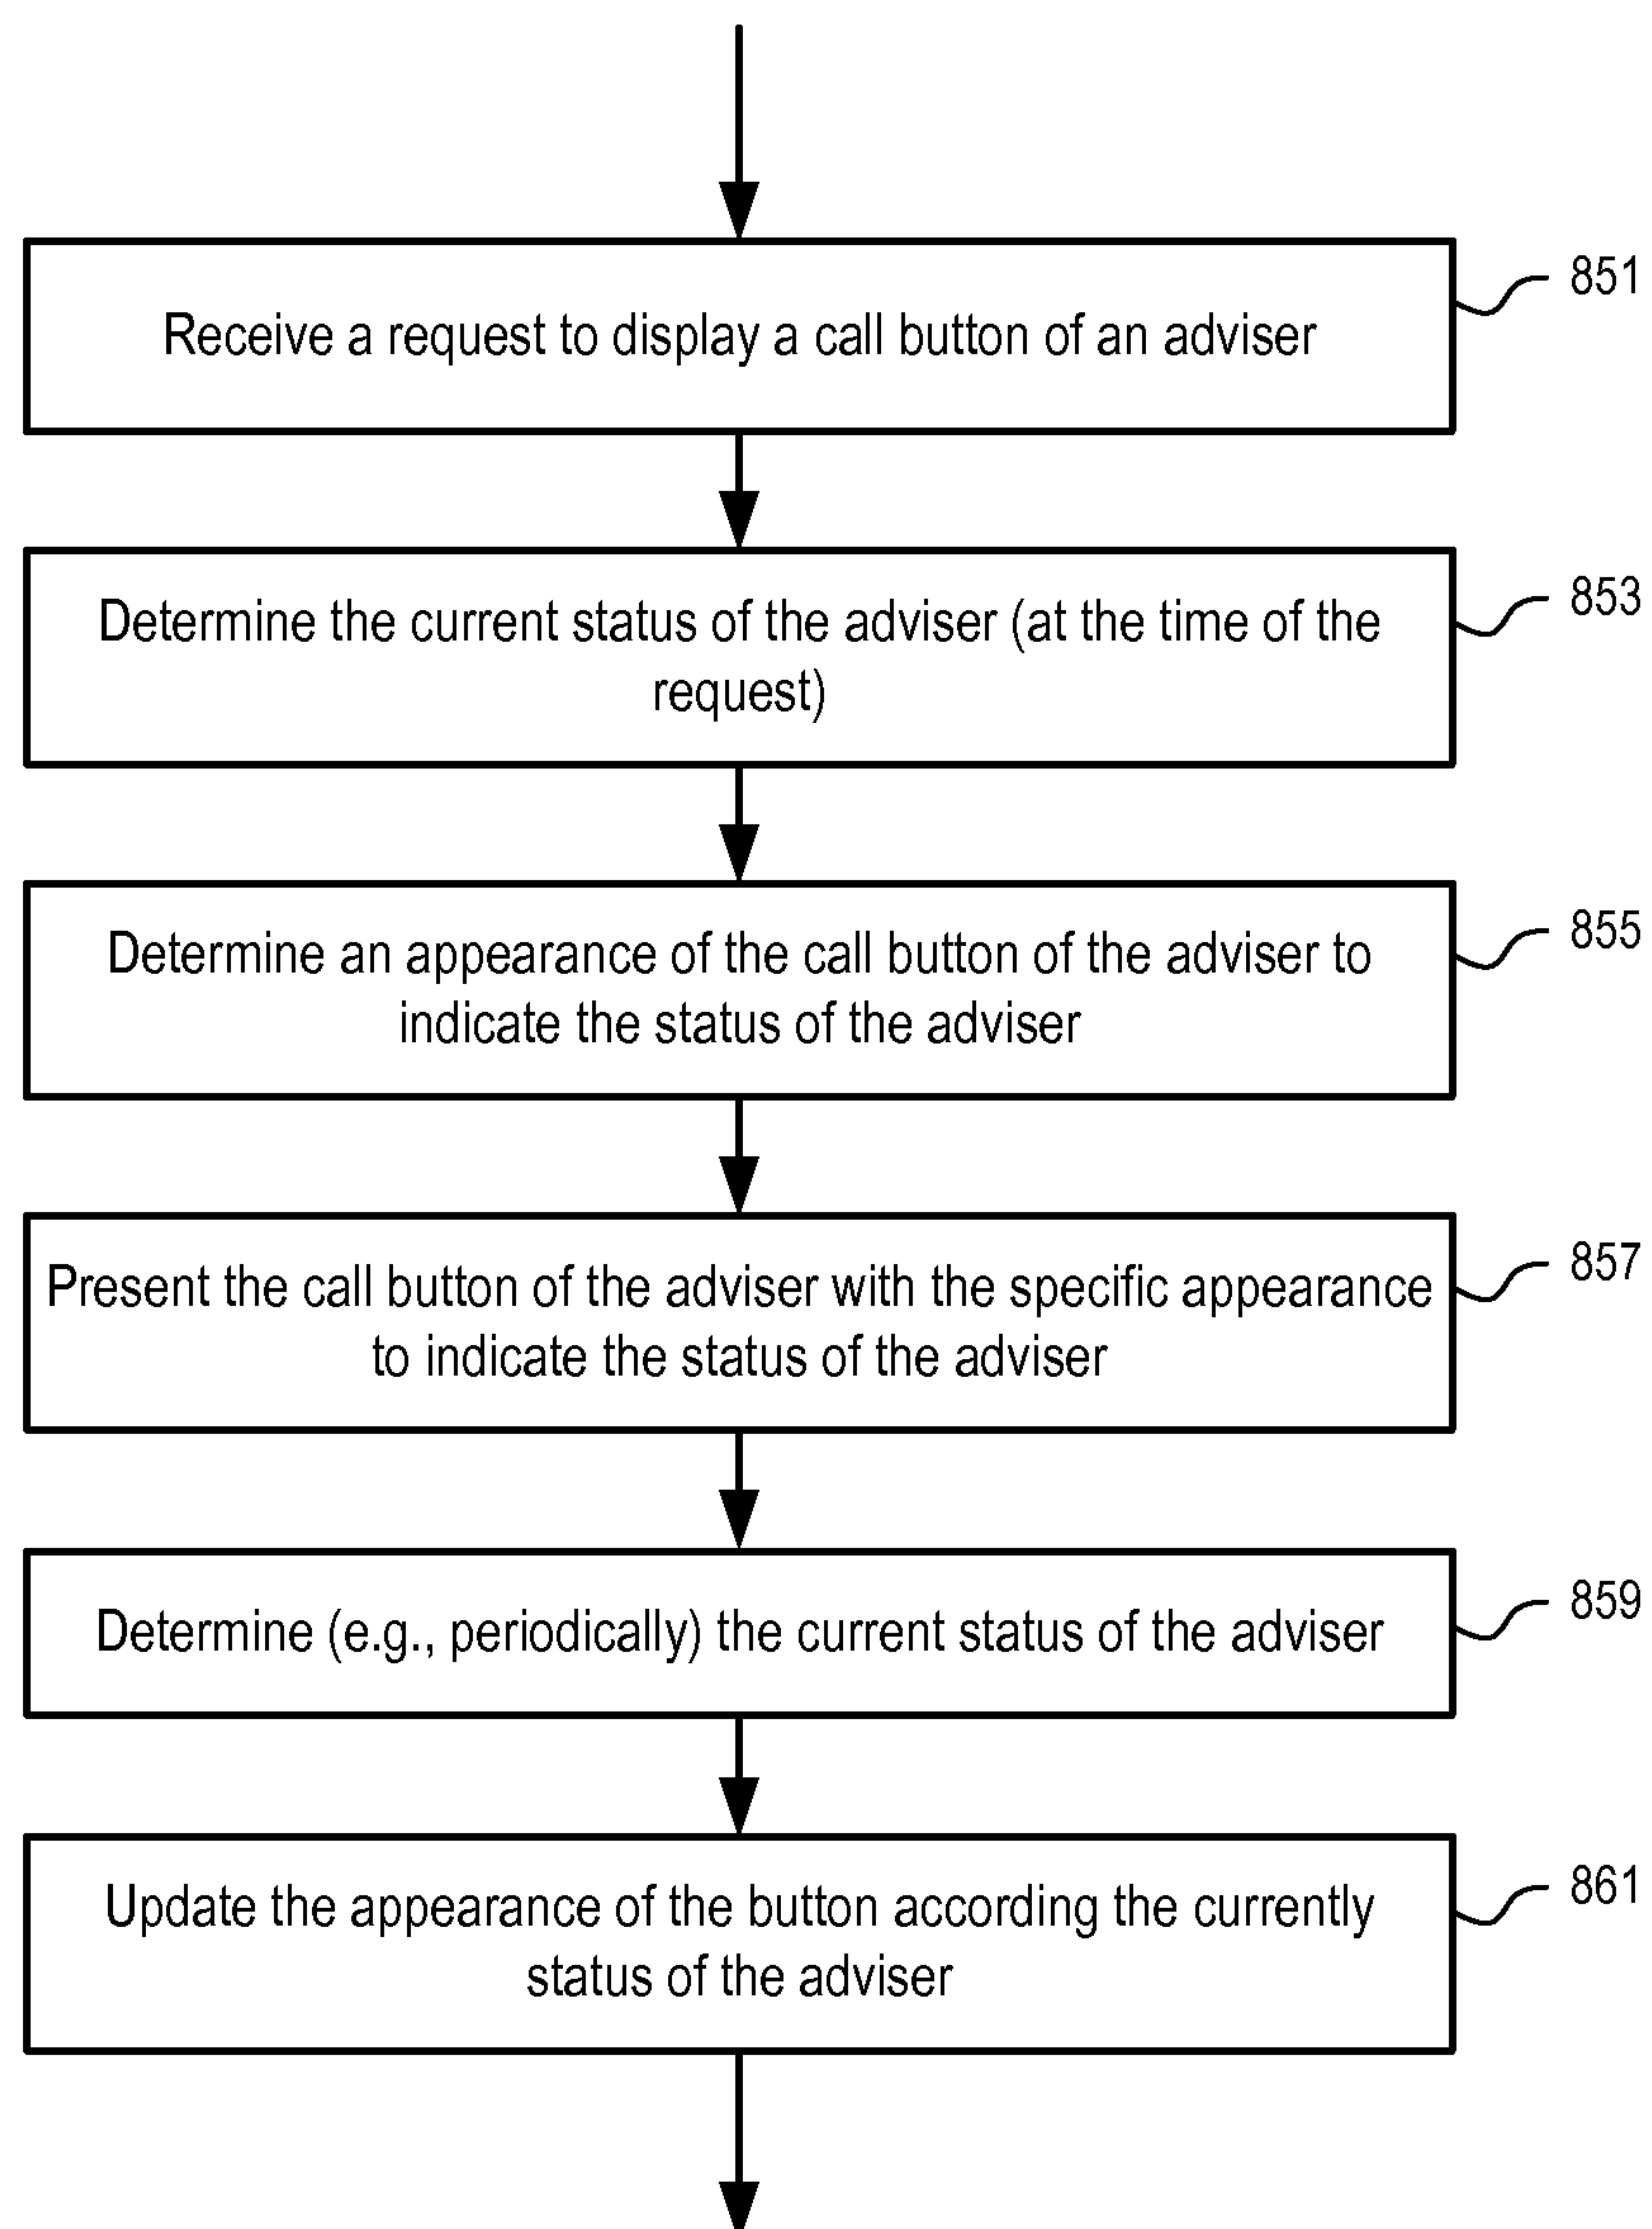 Receive a request to display a call button of an adviser
851
Determine the current status of the adviser (at the time of the
request)
853
Determine an appearance of the call button of the adviser to
indicate the status of the adviser
855
Present the call button of the adviser with the specific appearance
to indicate the status of the adviser
857
Determine (e.g., periodically) the current status of the adviser
859
Update the appearance of the button according the currently
status of the adviser
861